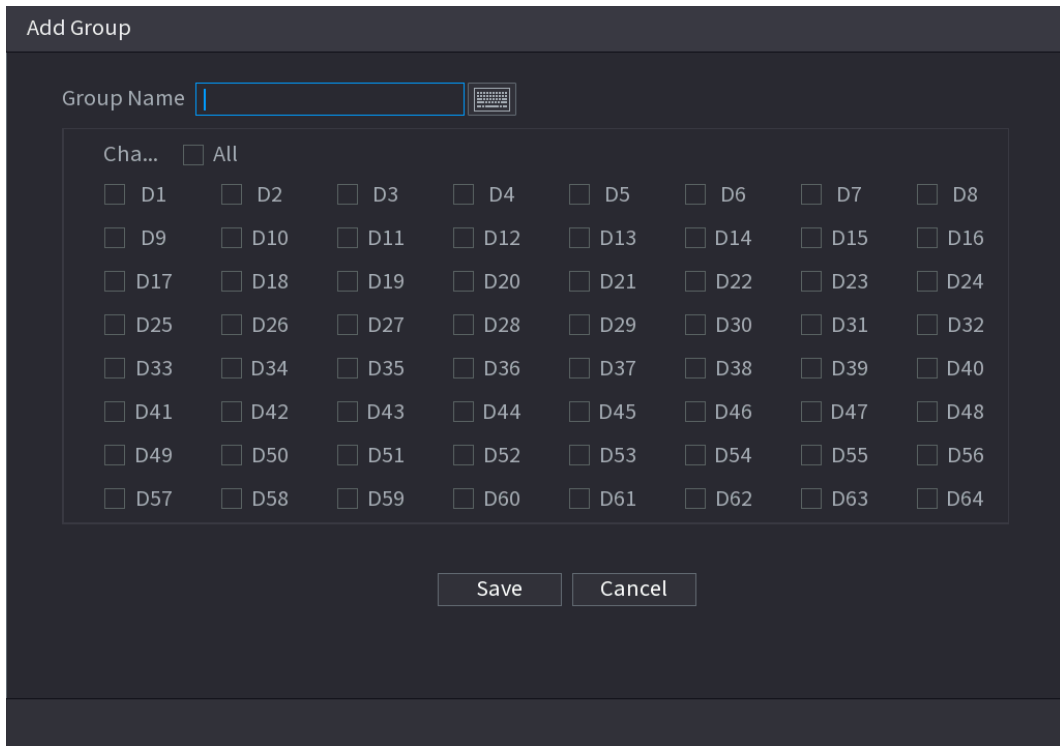 Add Group
Group Name
Cha... All
D1 D2 D3 D4 D5 D6 D7 D8
D9 D10 D11 D12 D13 D14 D15 D16
D17 D18 D19 D20 D21 D22 D23 D24
D25 D26 D27 D28 D29 D30 D31 D32
D33 D34 D35 D36 D37 D38 D39 D40
D41 D42 D43 D44 D45 D46 D47 D48
D49 D50 D51 D52 D53 D54 D55 D56
D57 D58 D59 D60 D61 D62 D63 D64
Save Cancel